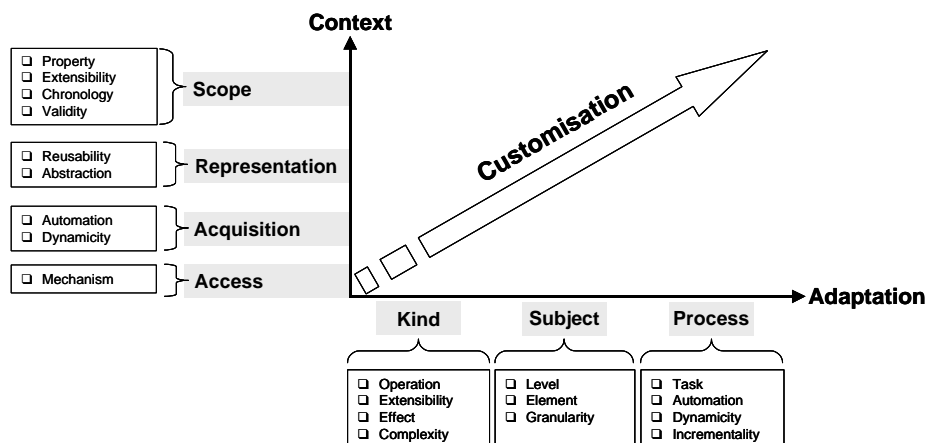 Context
Property
Extensibility
Chronology
Validity
Scope
Reusability
Abstraction
Representation
Automation
Dynamicity
Acquisition
Mechanism
Access
Customisation
Adaptation
Kind
Subject
Process
Operation
Extensibility
Effect
Complexity
Level
Element
Granularity
Task
Automation
Dynamicity
Incrementality